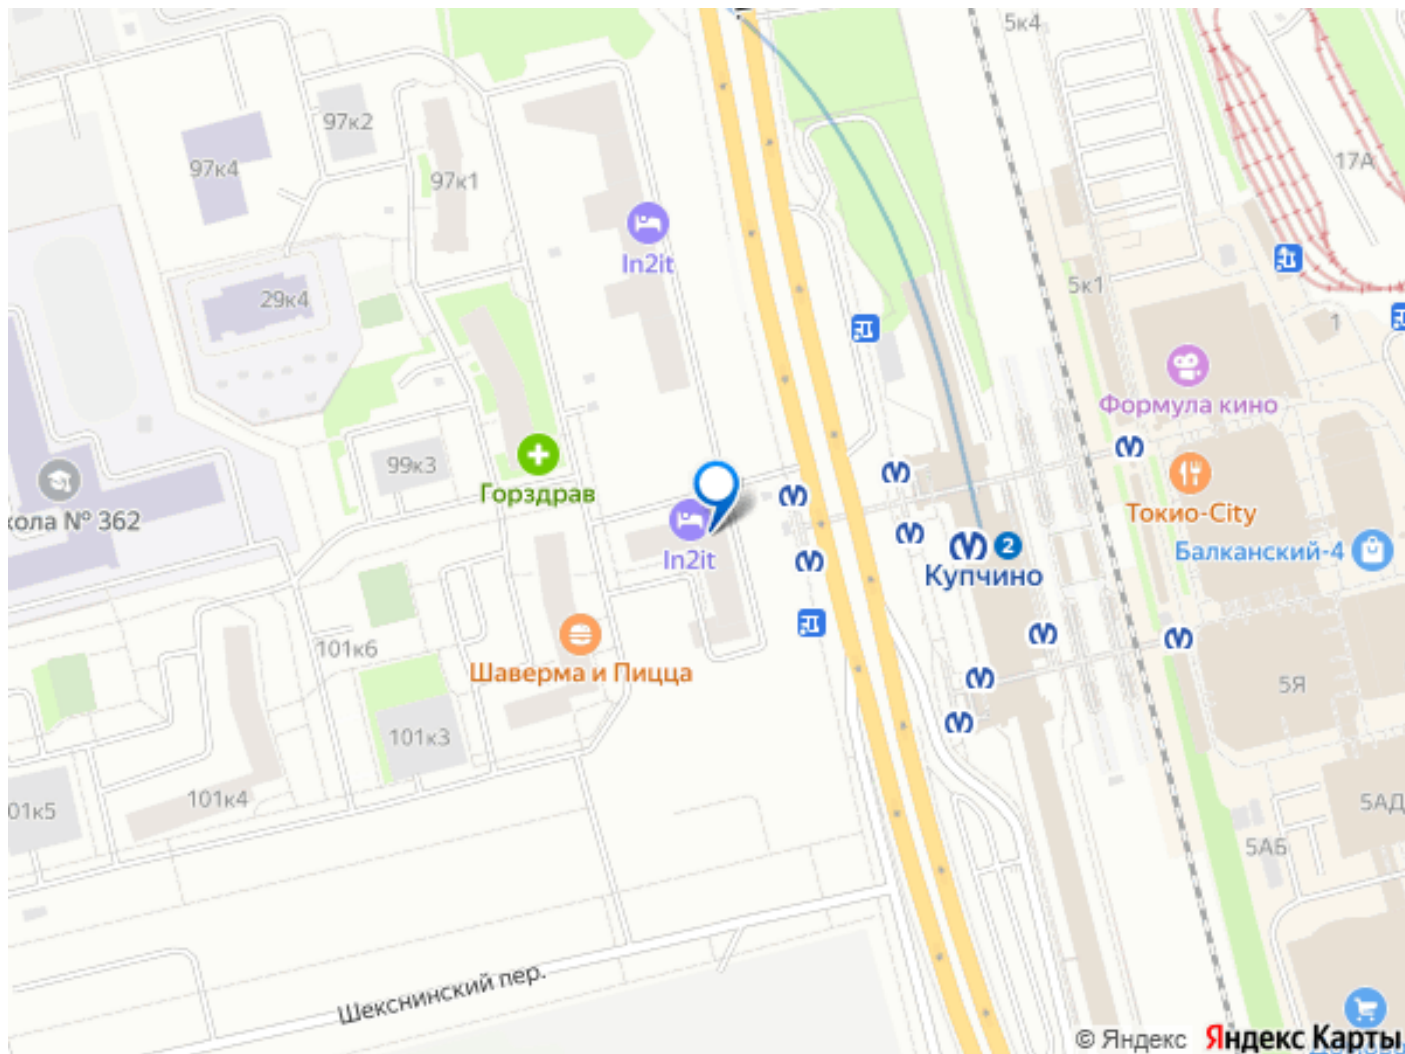 5к4
97к2
17А
97к4
97к1
In2it
5к1
29к4
1
Формула кино
99к3
Горздрав
кола № 362
Токио-City
In2it
2
Купчино
Балканский-4
101к6
Шаверма и Пицца
5Я
101к3
101к4
01к5
5АД
5АБ
Шекснинский пер.
© Яндекс
Яндекс Карты